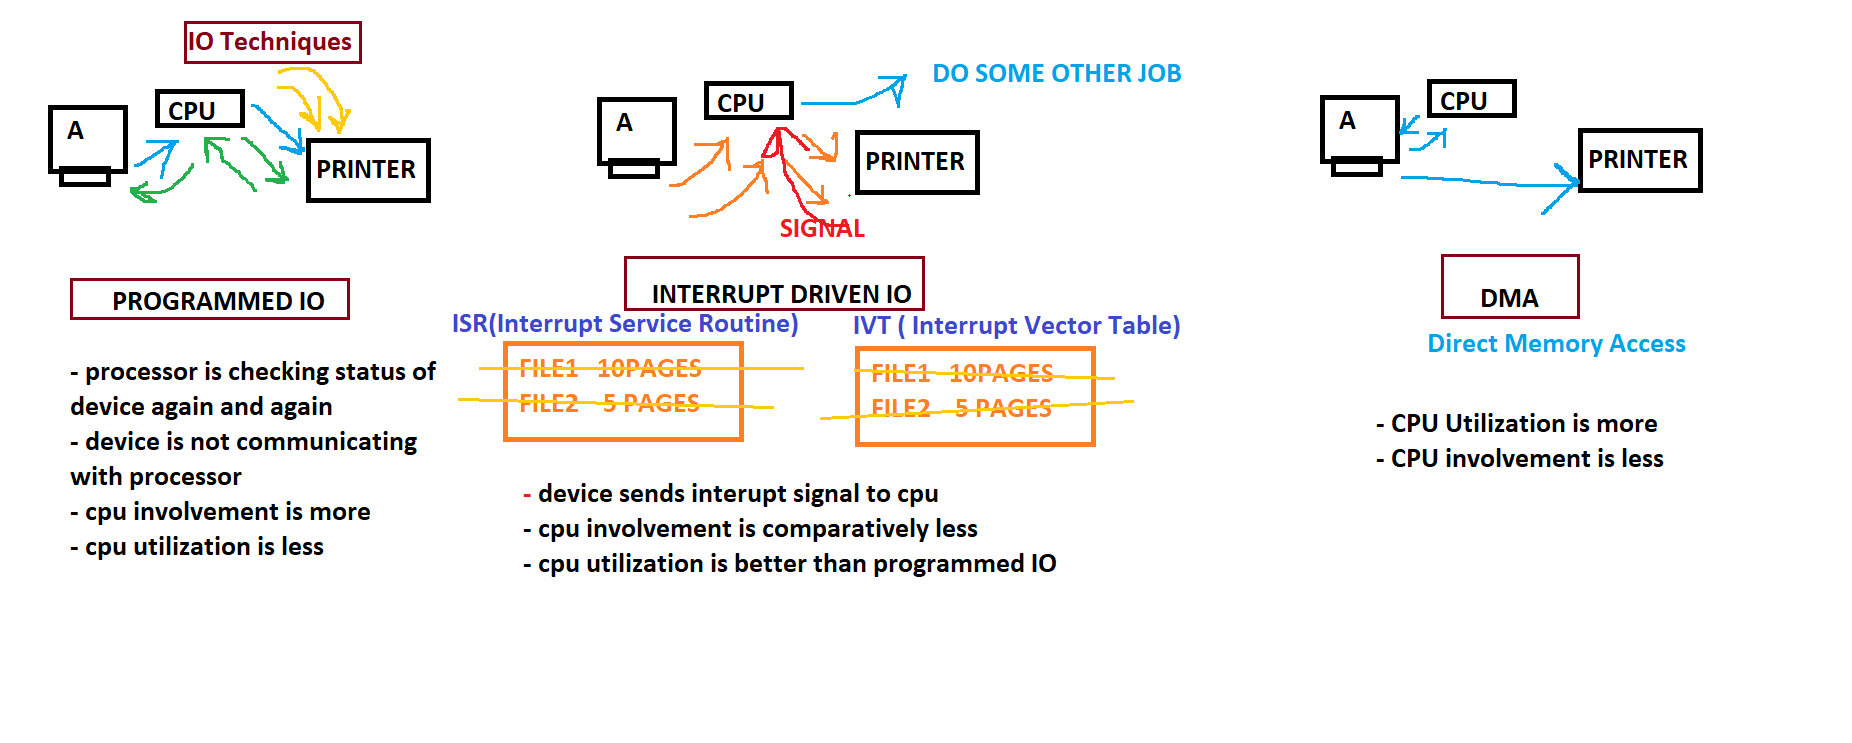 IO Techniques
A
CPU
PRINTER
PROGRAMMED IO
- processor is checking status of
device again and again
- device is not communicating
with processor
- cpu involvement is more
- cpu utilization is less
A
CPU
DO SOME OTHER JOB
PRINTER
SIGNAL
INTERRUPT DRIVEN IO
ISR(Interrupt Service Routine)
FILE1 10PAGES
FILE2 5 PAGES
IVT ( Interrupt Vector Table)
FILE1 10PAGES
FILE2 5 PAGES
- device sends interupt signal to cpu
- cpu involvement is comparatively less
- cpu utilization is better than programmed IO
A
CPU
PRINTER
DMA
Direct Memory Access
- CPU Utilization is more
- CPU involvement is less